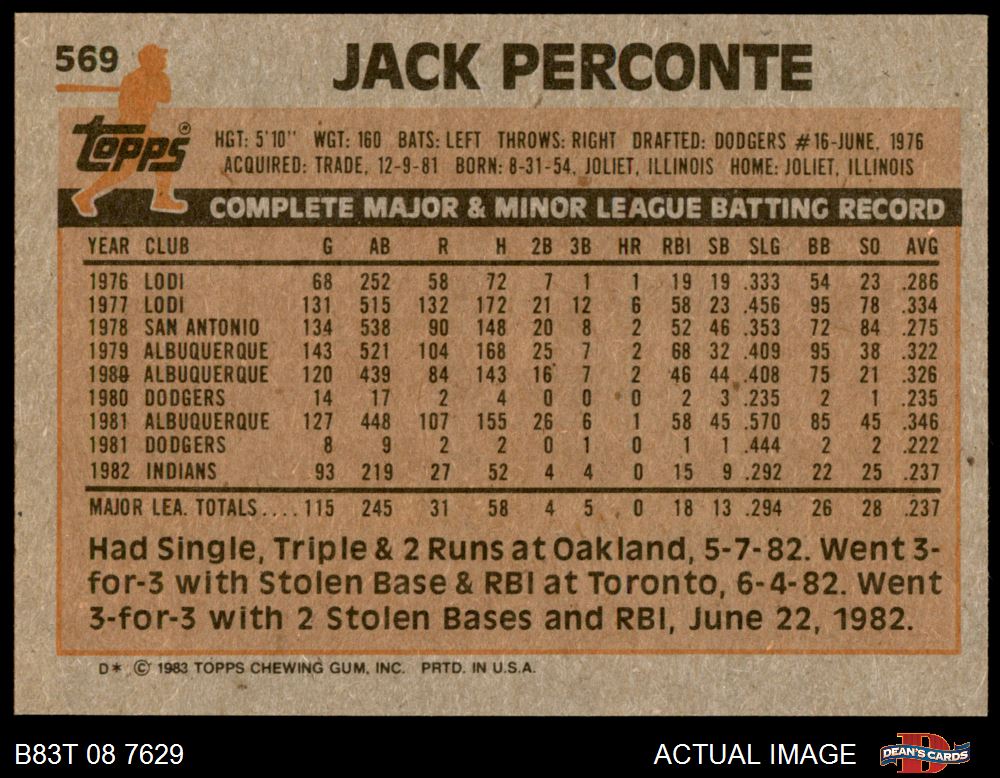 569
JACK PERCONTE
Topps®
HGT: 5'10" WGT: 160 BATS: LEFT THROWS: RIGHT DRAFTED: DODGERS #16-JUNE, 1976
ACQUIRED: TRADE, 12-9-81 BORN: 8-31-54, JOLIET, ILLINOIS HOME: JOLIET, ILLINOIS
COMPLETE MAJOR & MINOR LEAGUE BATTING RECORD
YEAR CLUB G AB R H 2B 3B HR RBI SB SLG BB SO AVG
1976 LODI 68 252 58 72 7 1 1 19 19 .333 54 23 .286
1977 LODI 131 515 132 172 21 12 6 58 23 .456 95 78 .334
1978 SAN ANTONIO 134 538 90 148 20 8 2 52 46 .353 72 84 .275
1979 ALBUQUERQUE 143 521 104 168 25 7 2 68 32 .409 95 38 .322
1980 ALBUQUERQUE 120 439 84 143 16 7 2 46 44 .408 75 21 .326
1980 DODGERS 14 17 2 4 0 0 0 2 3 .235 2 1 .235
1981 ALBUQUERQUE 127 448 107 155 26 6 1 58 45 .570 85 45 .346
1981 DODGERS 8 9 2 2 0 1 0 1 1 .444 2 2 .222
1982 INDIANS 93 219 27 52 4 4 0 15 9 .292 22 25 .237
MAJOR LEA. TOTALS....115 245 31 58 4 5 0 18 13 .294 26 28 .237
Had Single, Triple & 2 Runs at Oakland, 5-7-82. Went 3-
for-3 with Stolen Base & RBI at Toronto, 6-4-82. Went
3-for-3 with 2 Stolen Bases and RBI, June 22, 1982.
D* © 1983 TOPPS CHEWING GUM, INC. PRTD. IN U.S.A.
B83T 08 7629
ACTUAL IMAGE
DEAN'S CARDS